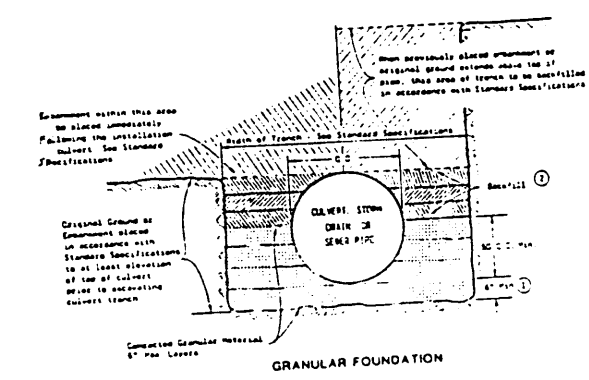 When previously placed embankment or
original ground extends above top of
pipe, this area of trench to be backfilled
in accordance with Standard Specifications
Embankment within this area
to be placed immediately
following the installation
culvert. See Standard
Specifications
Width of Trench - See Standard Specifications
O.D.
Backfill ②
CULVERT, STORM
DRAIN OR
SEWER PIPE
Original Ground or
Embankment placed
in accordance with
Standard Specifications
to at least elevation
of top of culvert
prior to excavating
culvert trench
O.D. Min
6" Min ①
Compacted Granular Material
6" Max Layers
GRANULAR FOUNDATION